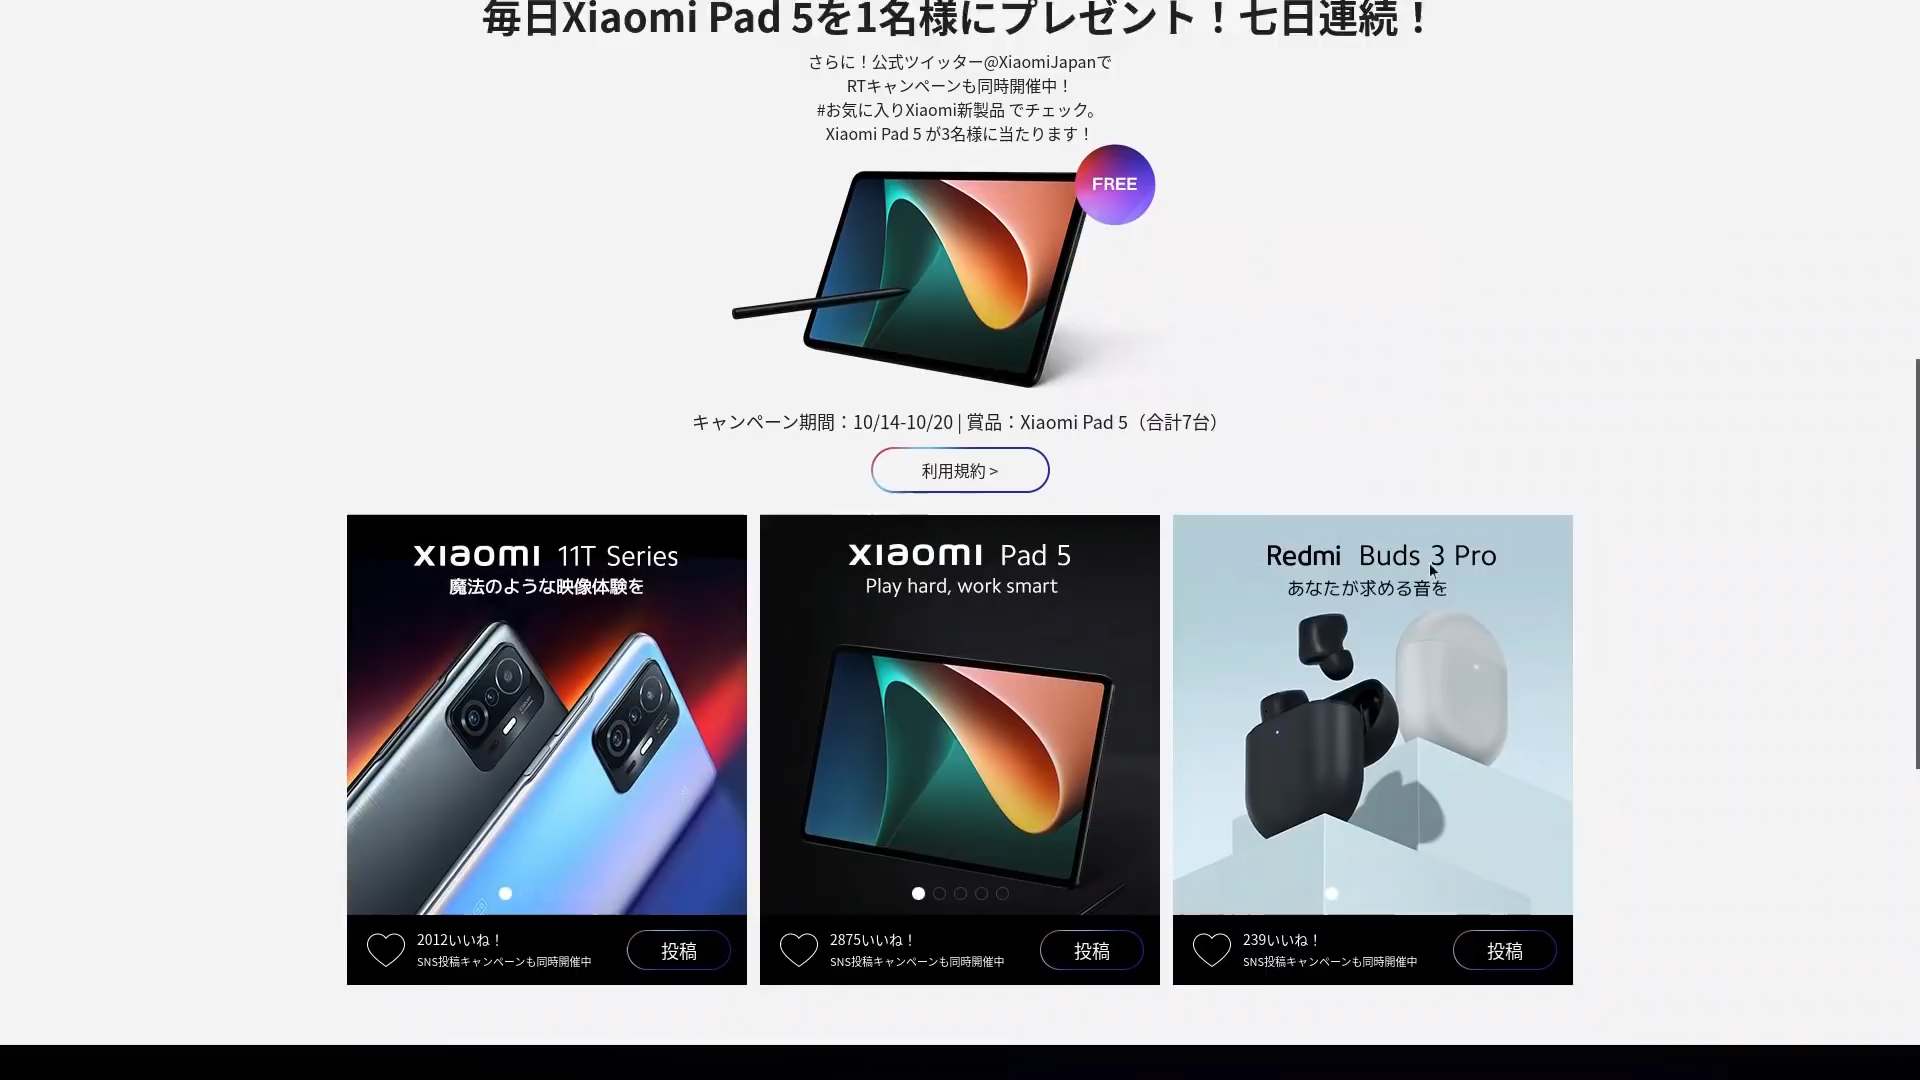 毎日Xiaomi Pad 5を1名様にプレゼント！七日連続！
さらに！公式ツイッター@XiaomiJapanで
RTキャンペーンも同時開催中！
#お気に入りXiaomi新製品 でチェック。
Xiaomi Pad 5 が3名様に当たります！
FREE
キャンペーン期間：10/14-10/20 | 賞品：Xiaomi Pad 5（合計7台）
利用規約 >
xiaomi 11T Series
魔法のような映像体験を
2012いいね！
SNS投稿キャンペーンも同時開催中
投稿
xiaomi Pad 5
Play hard, work smart
2875いいね！
SNS投稿キャンペーンも同時開催中
投稿
Redmi Buds 3 Pro
あなたが求める音を
239いいね！
SNS投稿キャンペーンも同時開催中
投稿